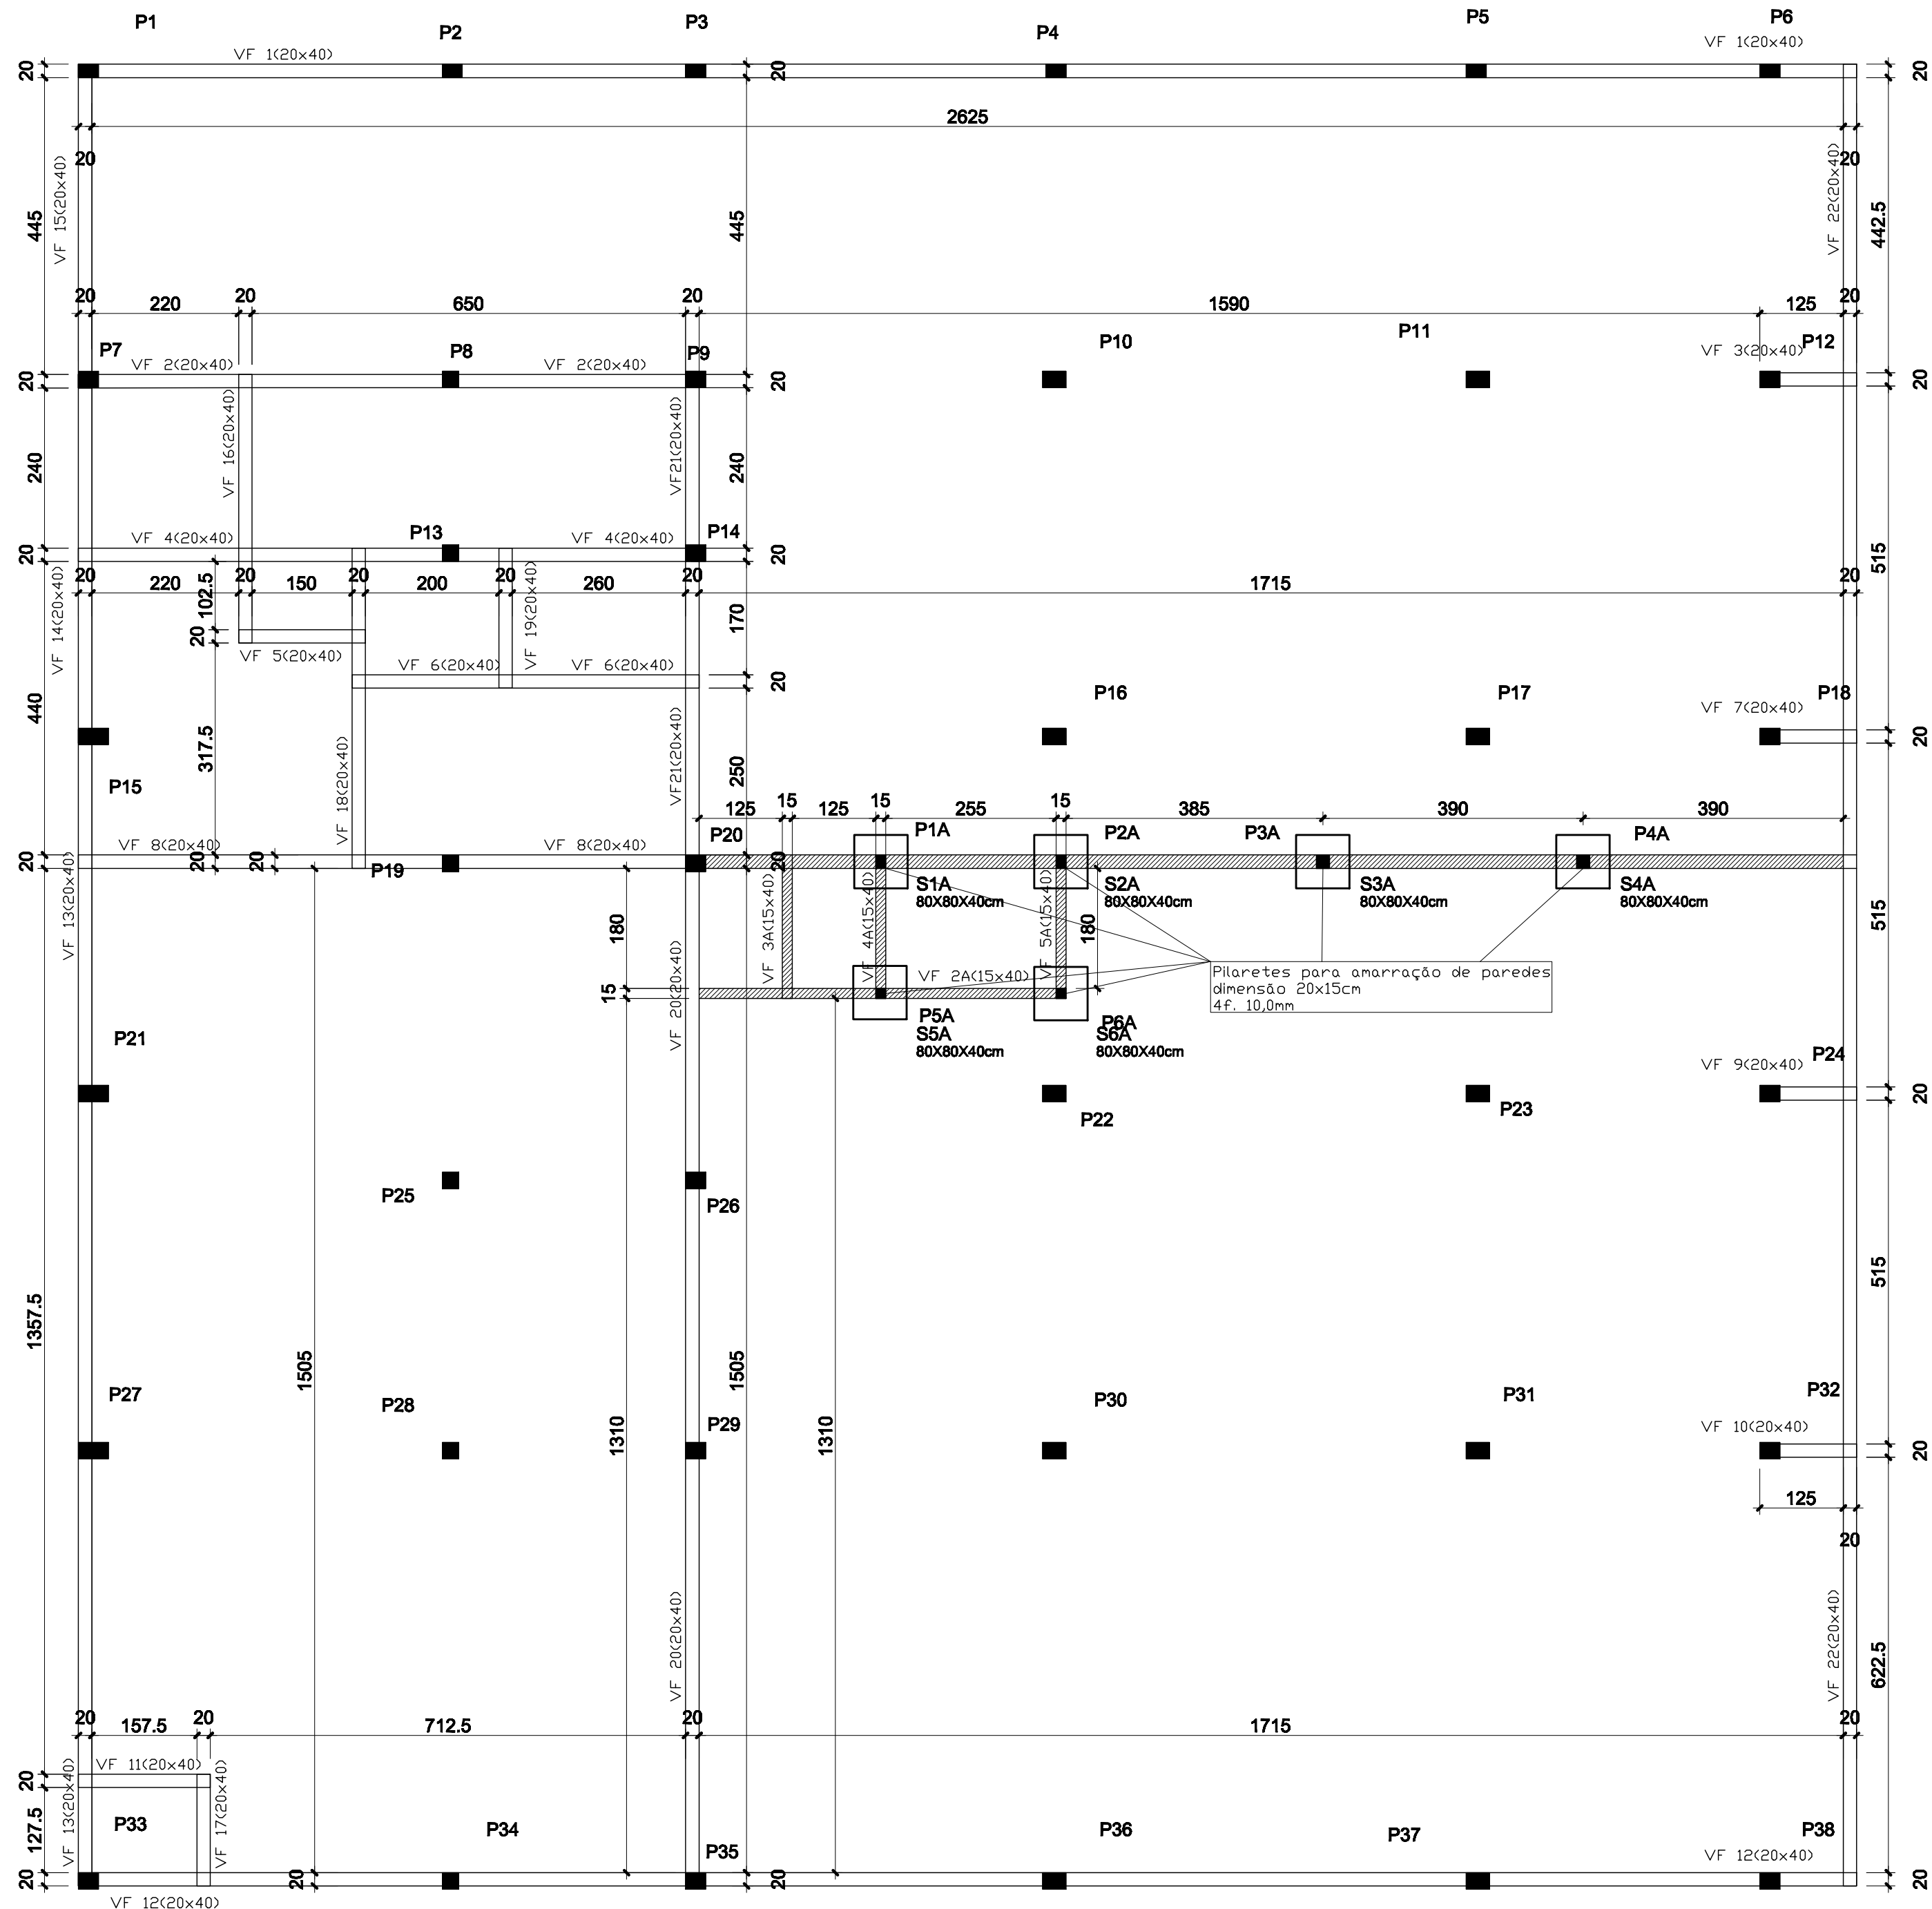 P1
P2
P3
P4
P5
P6
VF 1(20x40)
VF 1(20x40)
20
20
20
2625
20
20
VF 15(20x40)
VF 22(20x40)
445
445
442.5
20
220
20
650
20
1590
125
20
P7
P8
P9
P10
P11
P12
VF 2(20x40)
VF 2(20x40)
VF 3(20x40)
20
20
20
VF 16(20x40)
VF21(20x40)
240
240
515
P13
P14
VF 4(20x40)
VF 4(20x40)
20
20
20
220
20
150
20
200
20
260
20
1715
20
VF 14(20x40)
102.5
20
VF 19(20x40)
170
VF 5(20x40)
VF 6(20x40)
VF 6(20x40)
20
P16
P17
P18
VF 7(20x40)
20
440
317.5
VF 18(20x40)
VF21(20x40)
250
P15
125
15
125
15
255
15
385
390
390
P20
P1A
P2A
P3A
P4A
VF 8(20x40)
VF 8(20x40)
20
20
20
20
P19
S1A
80X80X40cm
S2A
80X80X40cm
S3A
80X80X40cm
S4A
80X80X40cm
VF 13(20x40)
180
VF 3A(15x40)
VF 4A(15x40)
VF 5A(15x40)
180
515
VF 2A(15x40)
15
VF 20(20x40)
Pilaretes para amarração de paredes
dimensão 20x15cm
4f. 10,0mm
P5A
S5A
80X80X40cm
P6A
S6A
80X80X40cm
P21
P22
P23
P24
VF 9(20x40)
20
P25
P26
1357.5
1505
1310
1505
1310
515
P27
P28
P29
P30
P31
P32
VF 10(20x40)
20
125
20
VF 20(20x40)
VF 22(20x40)
622.5
20
157.5
20
712.5
20
1715
20
VF 11(20x40)
20
VF 13(20x40)
VF 17(20x40)
127.5
P33
P34
P35
P36
P37
P38
VF 12(20x40)
20
20
20
20
VF 12(20x40)